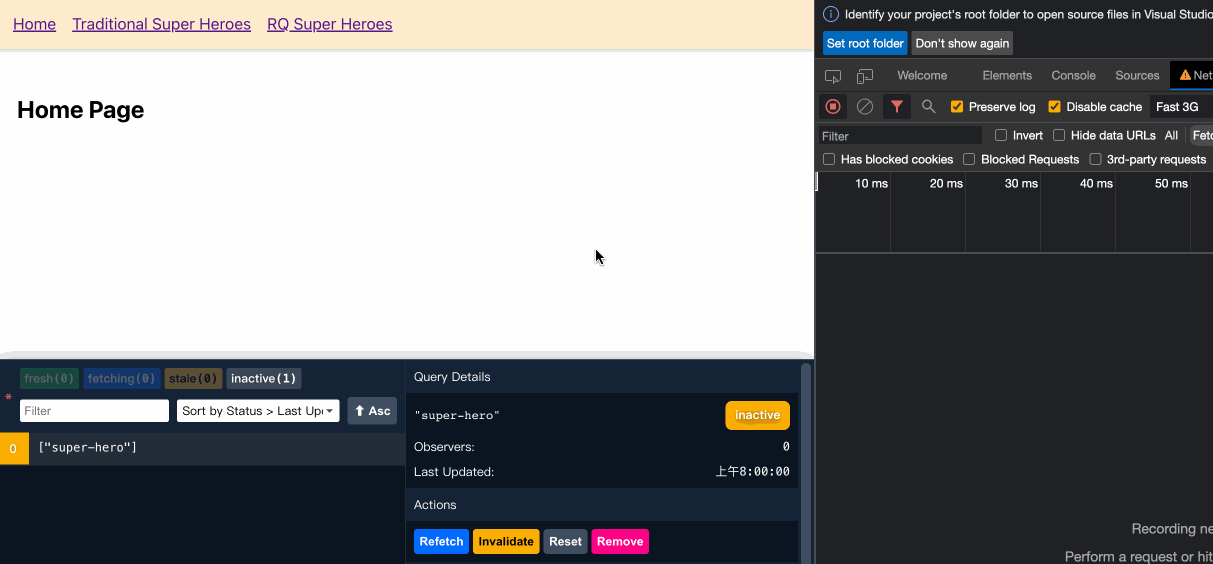 Home Traditional Super Heroes RQ Super Heroes
Home Page
Identify your project's root folder to open source files in Visual Studio
Set root folder Don't show again
Welcome Elements Console Sources Net
Preserve log Disable cache Fast 3G
Filter Invert Hide data URLs All Fetc
Has blocked cookies Blocked Requests 3rd-party requests
10 ms 20 ms 30 ms 40 ms 50 ms
Recording ne
Perform a request or hit
fresh(0) fetching(0) stale(0) inactive(1)
*
Filter Sort by Status > Last Up Asc
0 ["super-hero"]
Query Details
"super-hero" inactive
Observers: 0
Last Updated: 上午8:00:00
Actions
Refetch Invalidate Reset Remove